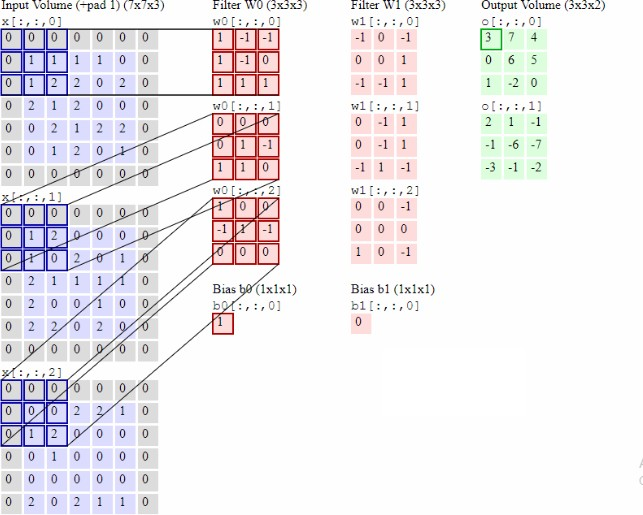 Input Volume (+pad 1) (7x7x3)
x[:,:,0]
0 0 0 0 0 0 0
0 1 1 1 1 0 0
0 1 2 2 0 2 0
0 2 1 2 0 0 0
0 0 2 1 2 2 0
0 0 1 2 0 1 0
0 0 0 0 0 0 0
x[:,:,1]
0 0 0 0 0 0 0
0 1 2 0 0 0 0
0 1 0 2 0 1 0
0 2 1 1 1 1 0
0 2 0 0 1 0 0
0 2 2 0 2 0 0
0 0 0 0 0 0 0
x[:,:,2]
0 0 0 0 0 0 0
0 0 0 2 2 1 0
0 1 2 0 0 0 0
0 0 1 0 0 0 0
0 0 0 0 0 0 0
0 2 0 2 1 1 0
Filter W0 (3x3x3)
w0[:,:,0]
1 -1 -1
1 -1 0
1 1 1
w0[:,:,1]
0 0 0
0 1 -1
1 1 0
w0[:,:,2]
1 0 0
-1 1 -1
0 0 0
Bias b0 (1x1x1)
b0[:,:,0]
1
Filter W1 (3x3x3)
w1[:,:,0]
-1 0 -1
0 0 1
-1 -1 1
w1[:,:,1]
0 -1 1
0 -1 1
-1 1 -1
w1[:,:,2]
0 0 -1
0 0 0
1 0 -1
Bias b1 (1x1x1)
b1[:,:,0]
0
Output Volume (3x3x2)
o[:,:,0]
3 7 4
0 6 5
1 -2 0
o[:,:,1]
2 1 -1
-1 -6 -7
-3 -1 -2